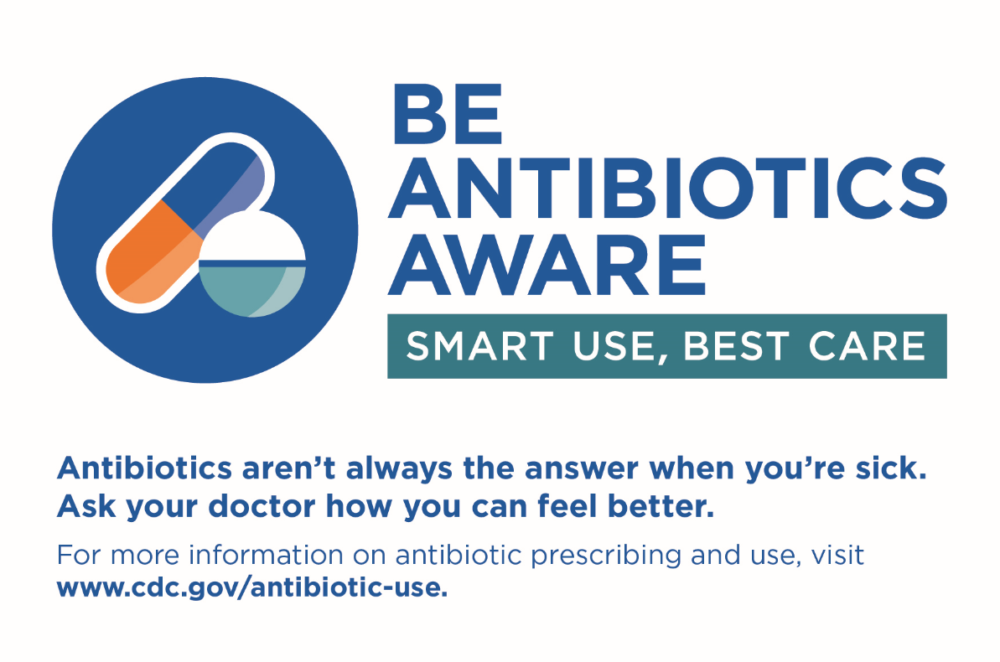 BE
ANTIBIOTICS
AWARE
SMART USE, BEST CARE
Antibiotics aren’t always the answer when you’re sick.
Ask your doctor how you can feel better.
For more information on antibiotic prescribing and use, visit
www.cdc.gov/antibiotic-use.